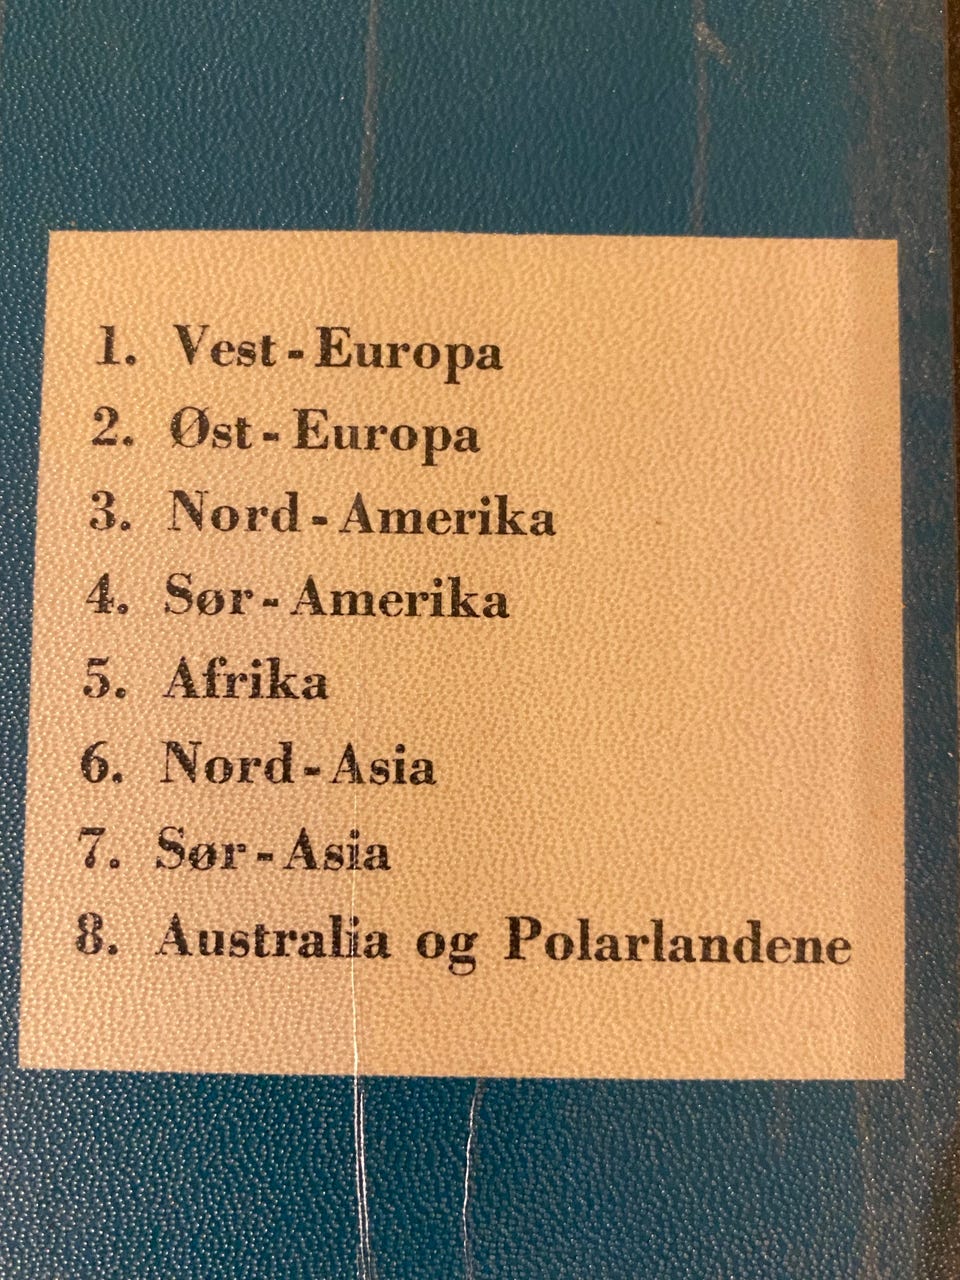 1. Vest-Europa
2. Øst-Europa
3. Nord-Amerika
4. Sør-Amerika
5. Afrika
6. Nord-Asia
7. Sør-Asia
8. Australia og Polarlandene